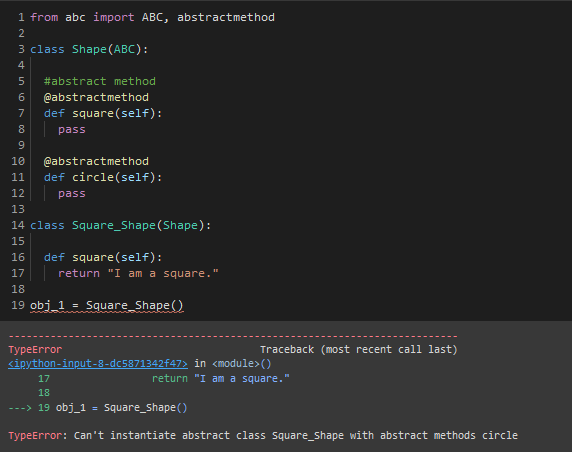 1 from abc import ABC, abstractmethod
2
3 class Shape(ABC):
4
5 #abstract method
6 @abstractmethod
7 def square(self):
8 pass
9
10 @abstractmethod
11 def circle(self):
12 pass
13
14 class Square_Shape(Shape):
15
16 def square(self):
17 return "I am a square."
18
19 obj_1 = Square_Shape()
---------------------------------------------------------------------------
TypeError Traceback (most recent call last)
<ipython-input-8-dc5871342f47> in <module>()
17 return "I am a square."
18
---> 19 obj_1 = Square_Shape()
TypeError: Can't instantiate abstract class Square_Shape with abstract methods circle